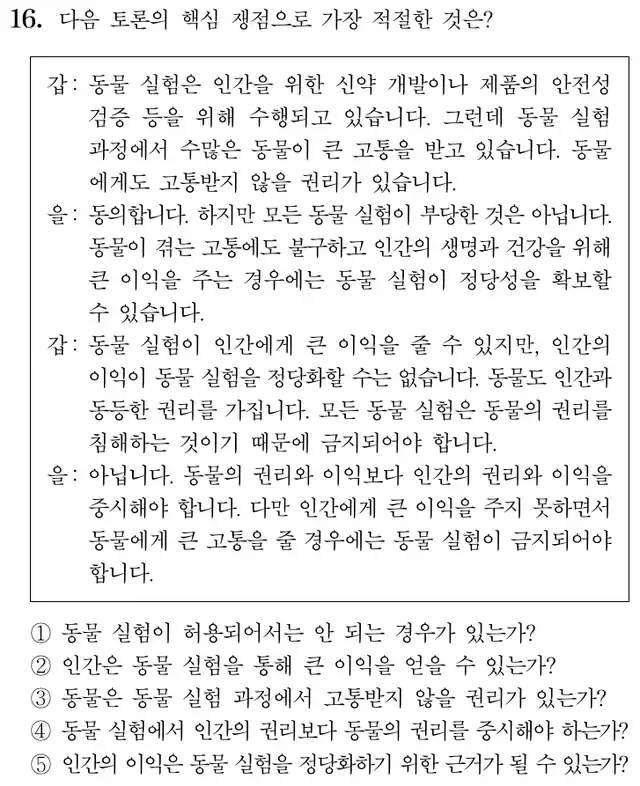 16. 다음 토론의 핵심 쟁점으로 가장 적절한 것은?
갑: 동물 실험은 인간을 위한 신약 개발이나 제품의 안전성
검증 등을 위해 수행되고 있습니다. 그런데 동물 실험
과정에서 수많은 동물이 큰 고통을 받고 있습니다. 동물
에게도 고통받지 않을 권리가 있습니다.
을: 동의합니다. 하지만 모든 동물 실험이 부당한 것은 아닙니다.
동물이 겪는 고통에도 불구하고 인간의 생명과 건강을 위해
큰 이익을 주는 경우에는 동물 실험이 정당성을 확보할
수 있습니다.
갑: 동물 실험이 인간에게 큰 이익을 줄 수 있지만, 인간의
이익이 동물 실험을 정당화할 수는 없습니다. 동물도 인간과
동등한 권리를 가집니다. 모든 동물 실험은 동물의 권리를
침해하는 것이기 때문에 금지되어야 합니다.
을: 아닙니다. 동물의 권리와 이익보다 인간의 권리와 이익을
중시해야 합니다. 다만 인간에게 큰 이익을 주지 못하면서
동물에게 큰 고통을 줄 경우에는 동물 실험이 금지되어야
합니다.
① 동물 실험이 허용되어서는 안 되는 경우가 있는가?
② 인간은 동물 실험을 통해 큰 이익을 얻을 수 있는가?
③ 동물은 동물 실험 과정에서 고통받지 않을 권리가 있는가?
④ 동물 실험에서 인간의 권리보다 동물의 권리를 중시해야 하는가?
⑤ 인간의 이익은 동물 실험을 정당화하기 위한 근거가 될 수 있는가?